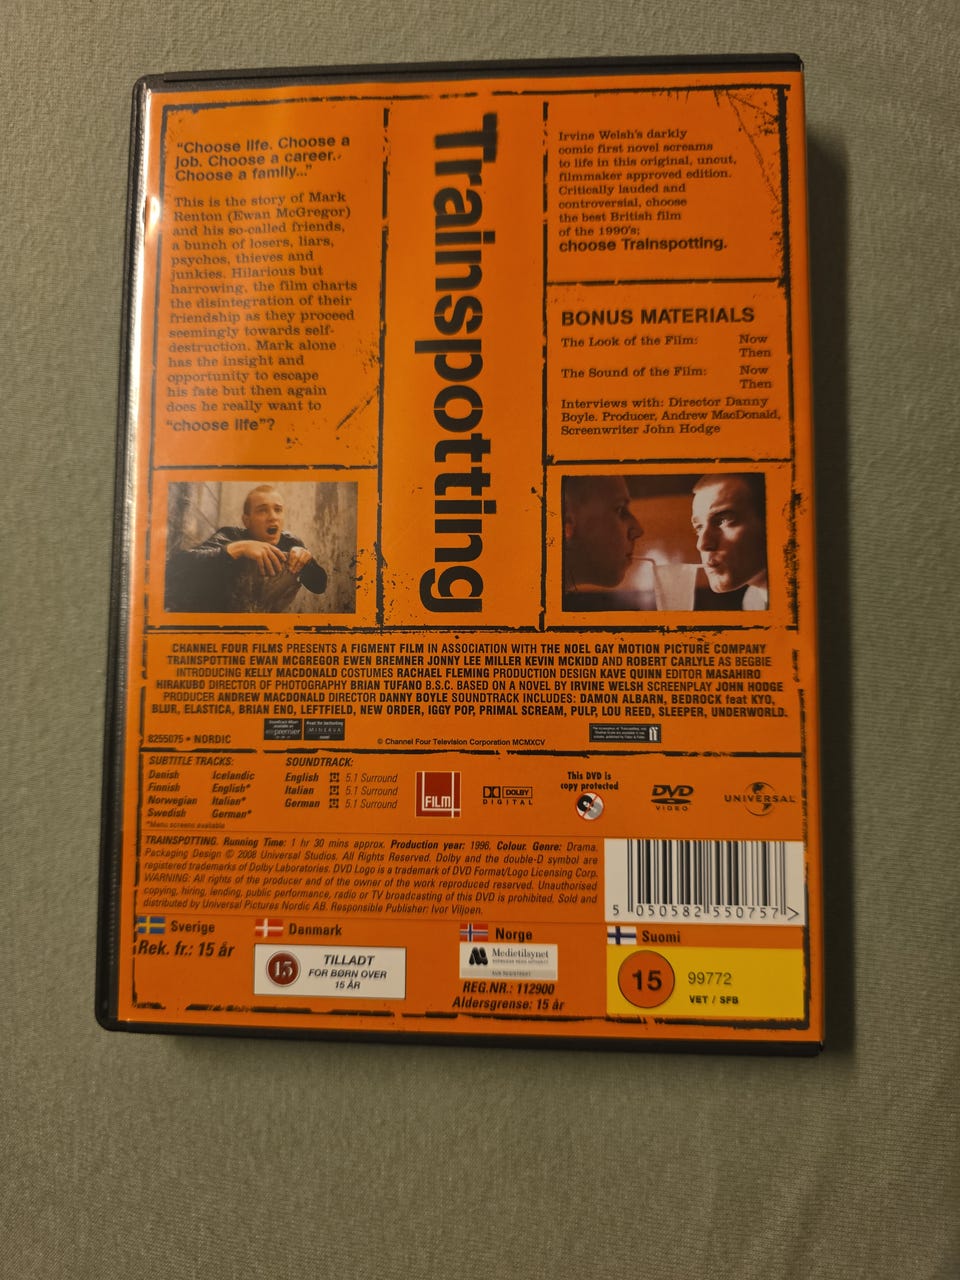 "Choose life. Choose a
job. Choose a career.
Choose a family..."
This is the story of Mark
Renton (Ewan McGregor)
and his so-called friends,
a bunch of losers, liars,
psychos, thieves and
junkies. Hilarious but
harrowing, the film charts
the disintegration of their
friendship as they proceed
seemingly towards self-
destruction. Mark alone
has the insight and
opportunity to escape
his fate but then again
does he really want to
"choose life"?
Trainspotting
Irvine Welsh's darkly
comic first novel screams
to life in this original, uncut,
filmmaker approved edition.
Critically lauded and
controversial, choose
the best British film
of the 1990's;
choose Trainspotting.
BONUS MATERIALS
The Look of the Film: Now
Then
The Sound of the Film: Now
Then
Interviews with: Director Danny
Boyle. Producer, Andrew MacDonald,
Screenwriter John Hodge
CHANNEL FOUR FILMS PRESENTS A FIGMENT FILM IN ASSOCIATION WITH THE NOEL GAY MOTION PICTURE COMPANY
TRAINSPOTTING EWAN MCGREGOR EWEN BREMNER JONNY LEE MILLER KEVIN MCKIDD AND ROBERT CARLYLE AS BEGBIE
INTRODUCING KELLY MACDONALD COSTUMES RACHAEL FLEMING PRODUCTION DESIGN KAVE QUINN EDITOR MASAHIRO
HIRAKUBO DIRECTOR OF PHOTOGRAPHY BRIAN TUFANO B.S.C. BASED ON A NOVEL BY IRVINE WELSH SCREENPLAY JOHN HODGE
PRODUCER ANDREW MACDONALD DIRECTOR DANNY BOYLE SOUNDTRACK INCLUDES: DAMON ALBARN, BEDROCK feat KYO,
BLUR, ELASTICA, BRIAN ENO, LEFTFIELD, NEW ORDER, IGGY POP, PRIMAL SCREAM, PULP, LOU REED, SLEEPER, UNDERWORLD.
Soundtrack Album
available on
premier
Read the Screenplay
MINERVA
ff
8255075 • NORDIC
© Channel Four Television Corporation MCMXCV
SUBTITLE TRACKS:
Danish Icelandic
Finnish English*
Norwegian Italian*
Swedish German*
*Menu screens available
SOUNDTRACK:
English 5.1 Surround
Italian 5.1 Surround
German 5.1 Surround
FILM
DOLBY
DIGITAL
This DVD is
copy protected
DVD
VIDEO
UNIVERSAL
TRAINSPOTTING. Running Time: 1 hr 30 mins approx. Production year: 1996. Colour. Genre: Drama.
Packaging Design © 2008 Universal Studios. All Rights Reserved. Dolby and the double-D symbol are
registered trademarks of Dolby Laboratories. DVD Logo is a trademark of DVD Format/Logo Licensing Corp.
WARNING: All rights of the producer and of the owner of the work reproduced reserved. Unauthorised
copying, hiring, lending, public performance, radio or TV broadcasting of this DVD is prohibited. Sold and
distributed by Universal Pictures Nordic AB. Responsible Publisher: Ivor Viljoen.
5 050582 550757 >
Sverige
Rek. fr.: 15 år
Danmark
15
TILLADT
FOR BØRN OVER
15 ÅR
Norge
Medietilsynet
REG.NR.: 112900
Aldersgrense: 15 år
Suomi
15
99772
VET / SFB